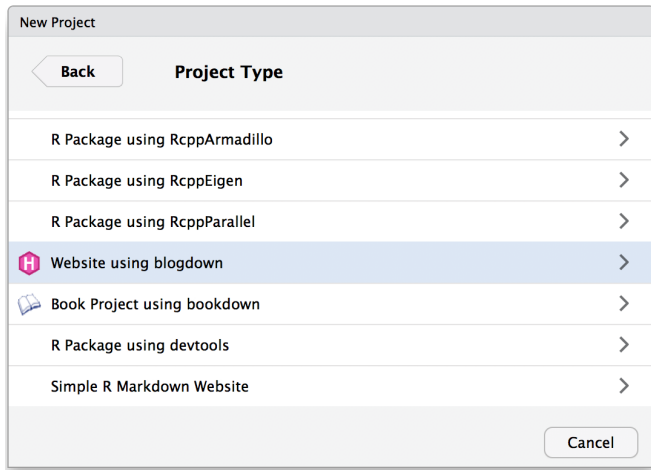 New Project
Back
Project Type
R Package using RcppArmadillo
R Package using RcppEigen
R Package using RcppParallel
H
Website using blogdown
Book Project using bookdown
R Package using devtools
Simple R Markdown Website
Cancel